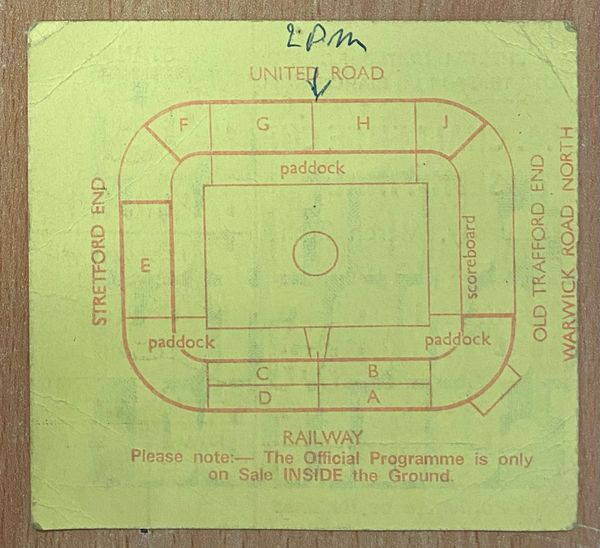 2pm
UNITED ROAD
F G H J
paddock
STRETFORD END
E
scoreboard
OLD TRAFFORD END
WARWICK ROAD NORTH
paddock paddock
C B
D A
RAILWAY
Please note:— The Official Programme is only
on Sale INSIDE the Ground.